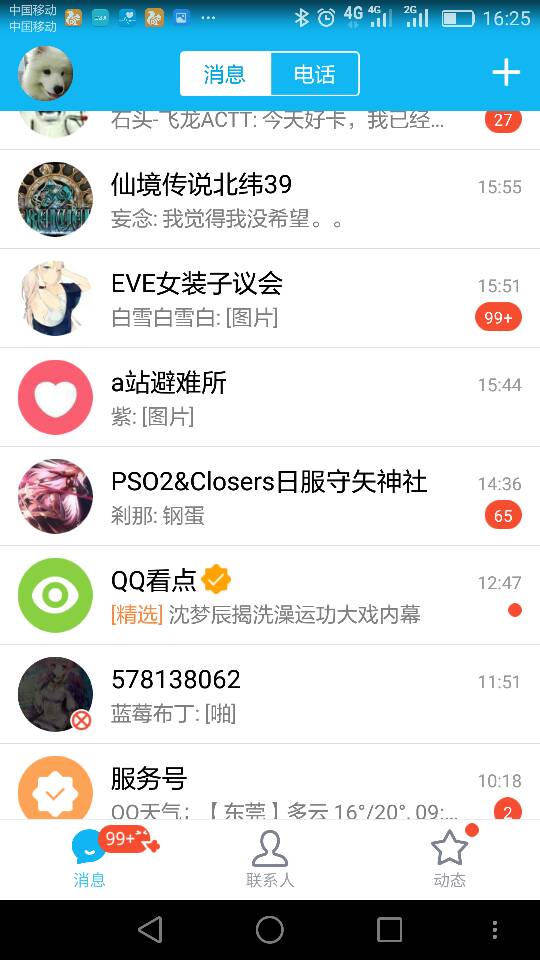 中国移动
中国移动
4G 4G 2G 16:25
消息 电话
石头-飞龙ACTT: 今天好卡，我已经... 27
仙境传说北纬39 15:55
妄念: 我觉得我没希望。。
EVE女装子议会 15:51
白雪白雪白: [图片] 99+
a站避难所 15:44
紫: [图片]
PSO2&Closers日服守矢神社 14:36
刹那: 钢蛋 65
QQ看点 12:47
[精选] 沈梦辰揭洗澡运功大戏内幕
578138062 11:51
蓝莓布丁: [啪]
服务号 10:18
QQ天气:【东莞】多云 16°/20°. 09:... 2
99+
消息 联系人 动态